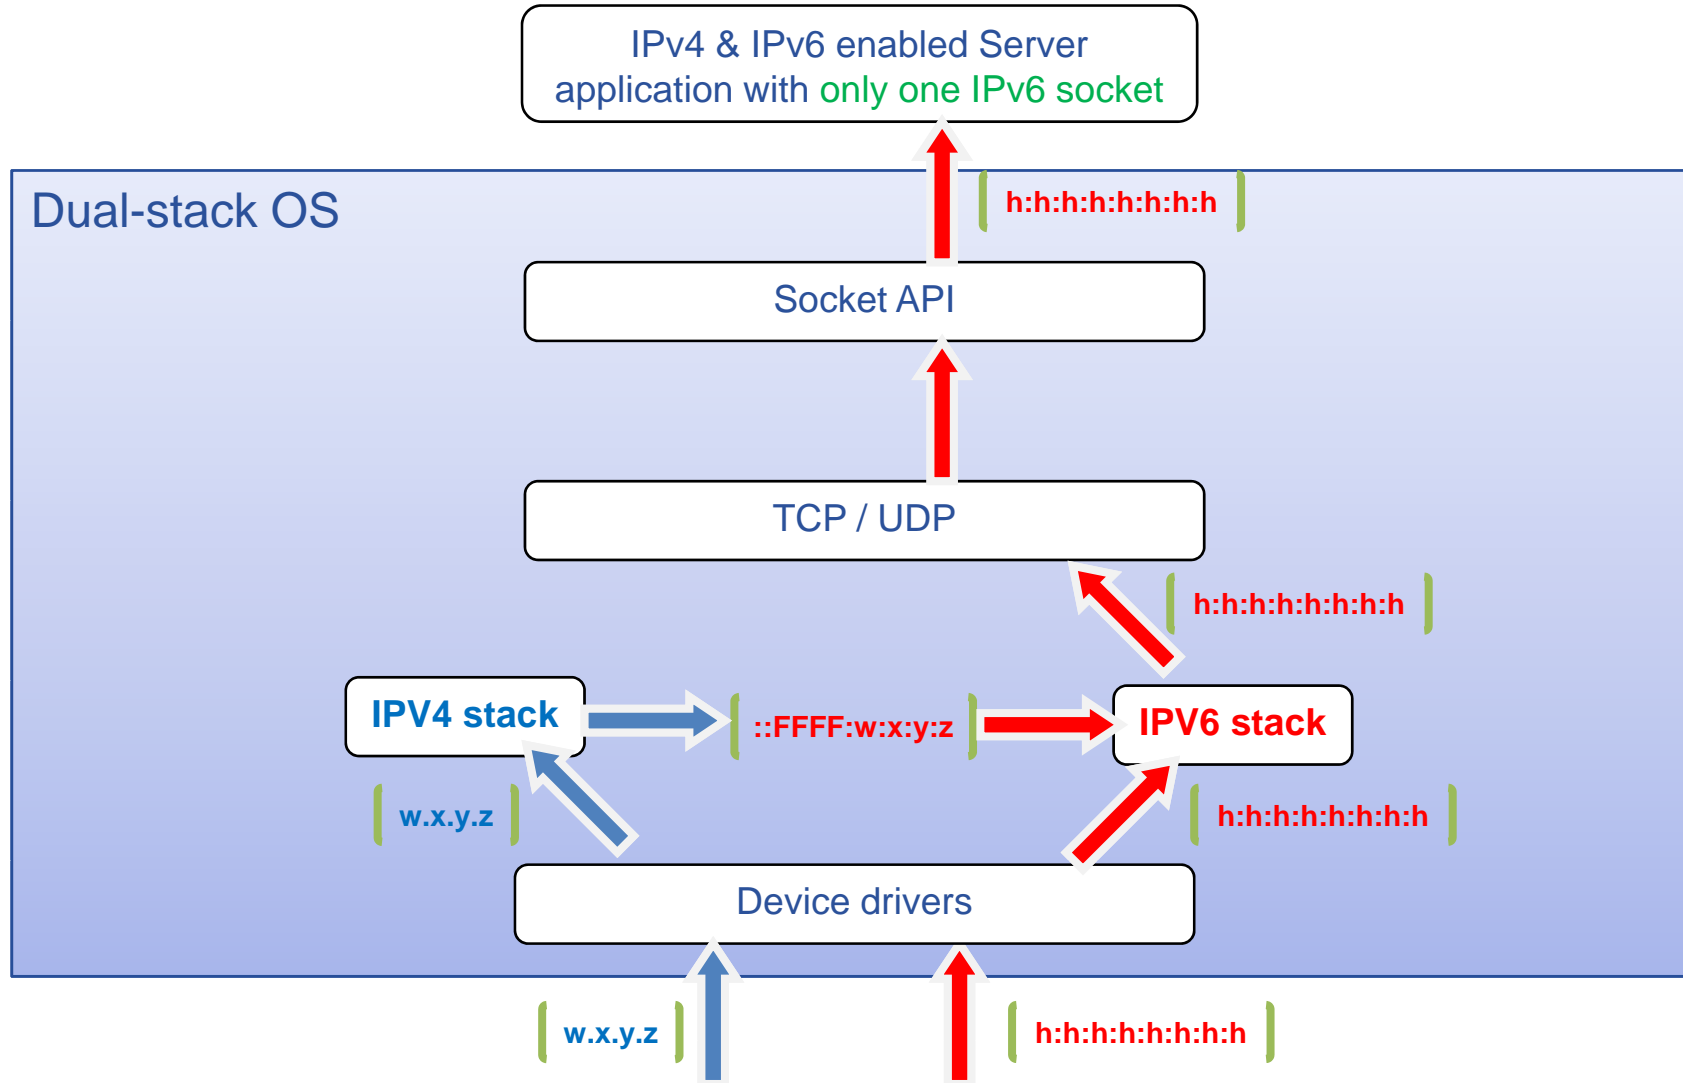 IPv4 & IPv6 enabled Server
application with only one IPv6 socket
Dual-stack OS
h:h:h:h:h:h:h:h
Socket API
TCP / UDP
h:h:h:h:h:h:h:h
IPV4 stack
::FFFF:w:x:y:z
IPV6 stack
w.x.y.z
h:h:h:h:h:h:h:h
Device drivers
w.x.y.z
h:h:h:h:h:h:h:h